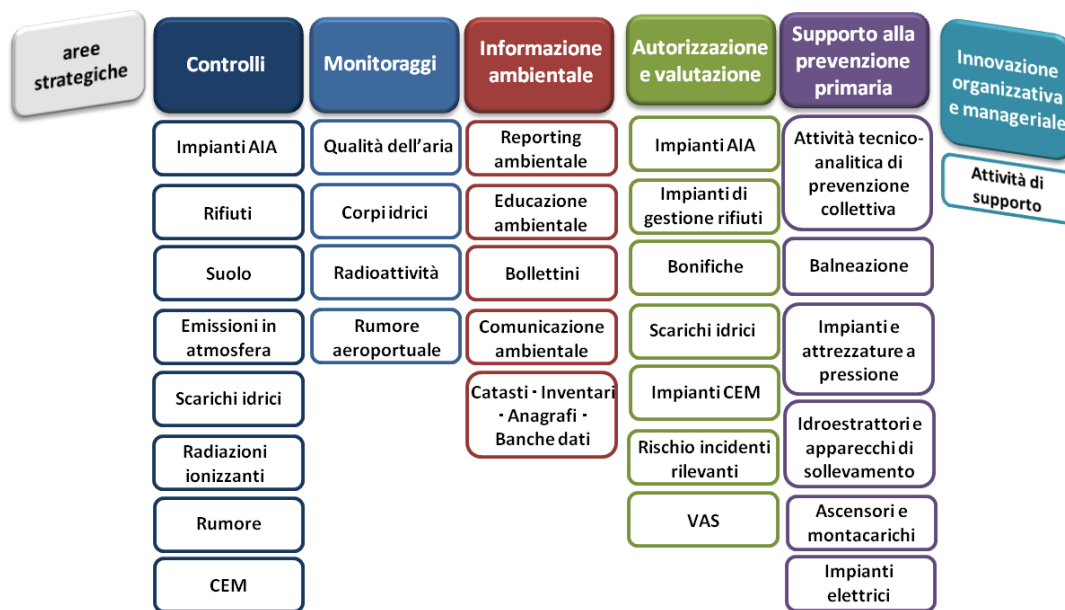 aree
strategiche
Controlli
Impianti AIA
Rifiuti
Suolo
Emissioni in
atmosfera
Scarichi idrici
Radiazioni
ionizzanti
Rumore
CEM
Monitoraggi
Qualità dell'aria
Corpi idrici
Radioattività
Rumore
aeroportuale
Informazione
ambientale
Reporting
ambientale
Educazione
ambientale
Bollettini
Comunicazione
ambientale
Catasti - Inventari
- Anagrafi -
Banche dati
Autorizzazione
e valutazione
Impianti AIA
Impianti di
gestione rifiuti
Bonifiche
Scarichi idrici
Impianti CEM
Rischio incidenti
rilevanti
VAS
Supporto alla
prevenzione
primaria
Attività tecnico-
analitica di
prevenzione
collettiva
Balneazione
Impianti e
attrezzature a
pressione
Idroestrattori e
apparecchi di
sollevamento
Ascensori e
montacarichi
Impianti
elettrici
Innovazione
organizzativa
e manageriale
Attività di
supporto